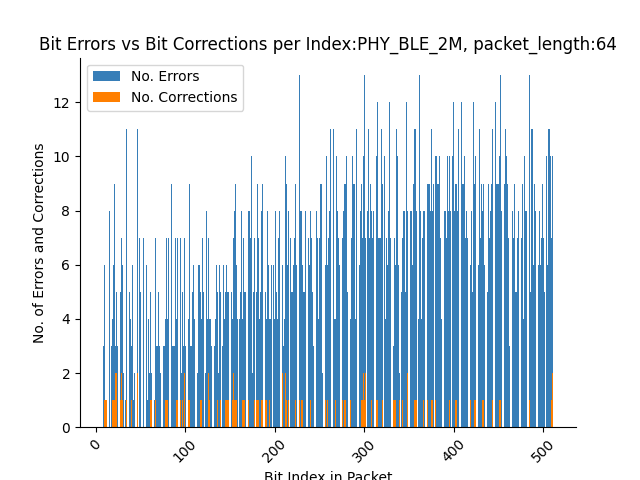 Bit Errors vs Bit Corrections per Index:PHY_BLE_2M, packet_length:64
No. Errors
No. Corrections
No. of Errors and Corrections
12
10
8
6
4
2
0
0
100
200
300
400
500
Bit Index in Packet